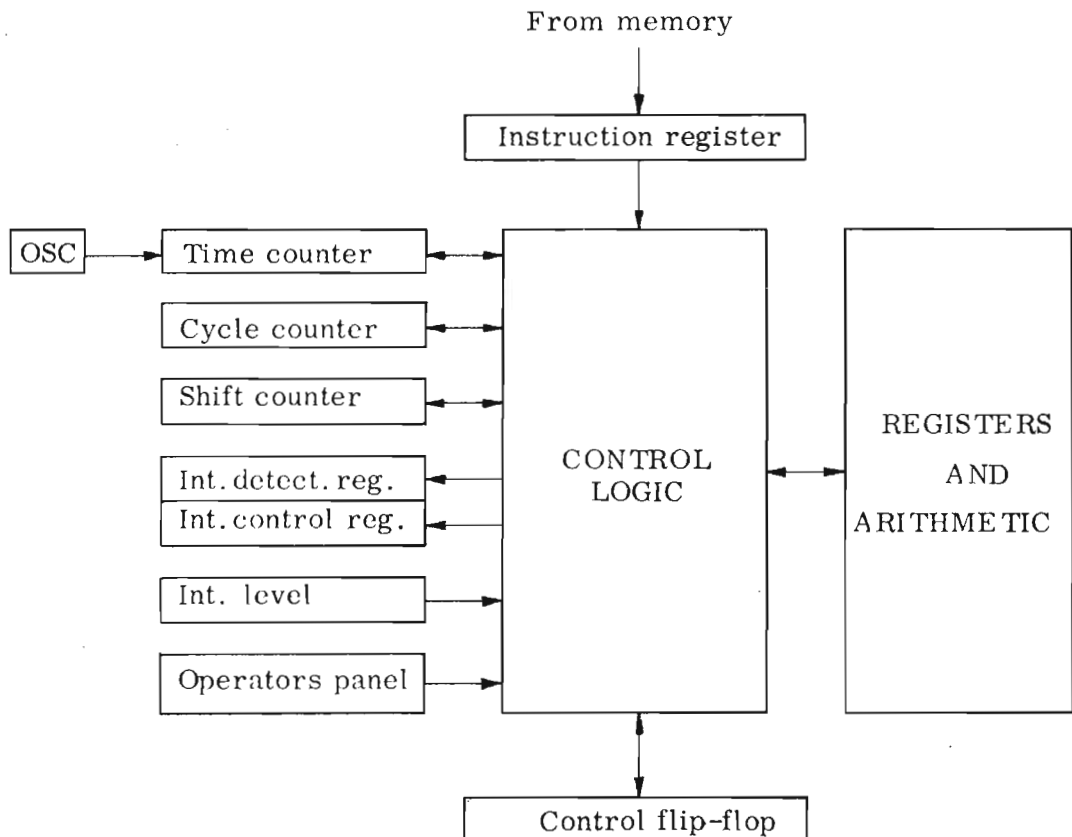 From memory
Instruction register
OSC
Time counter
Cycle counter
Shift counter
Int.detect.reg.
Int.control reg.
Int. level
Operators panel
CONTROL
LOGIC
REGISTERS
AND
ARITHMETIC
Control flip-flop